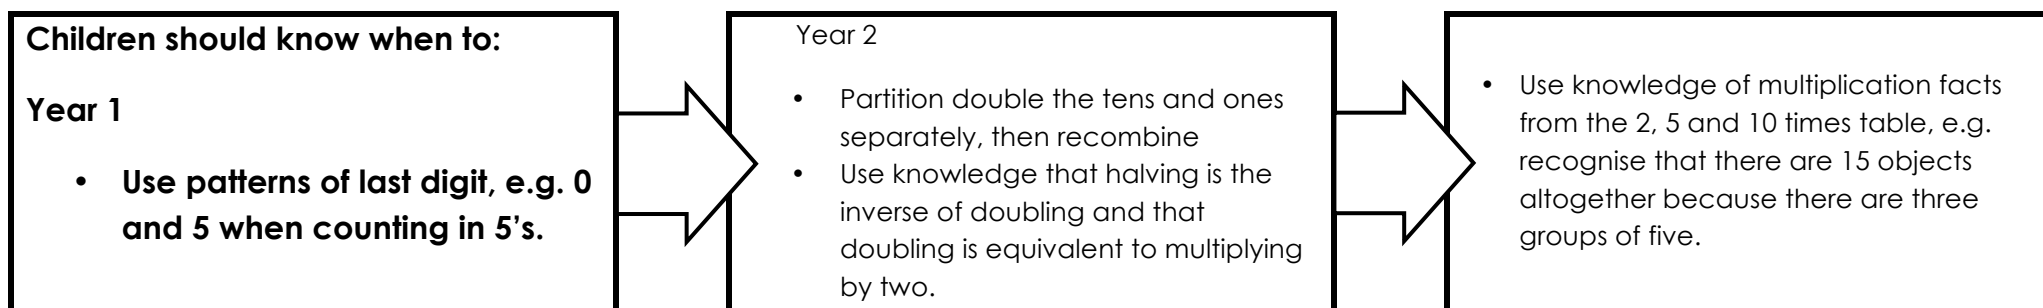 Children should know when to:
Year 1
• Use patterns of last digit, e.g. 0
and 5 when counting in 5’s.
Year 2
• Partition double the tens and ones
separately, then recombine
• Use knowledge that halving is the
inverse of doubling and that
doubling is equivalent to multiplying
by two.
• Use knowledge of multiplication facts
from the 2, 5 and 10 times table, e.g.
recognise that there are 15 objects
altogether because there are three
groups of five.